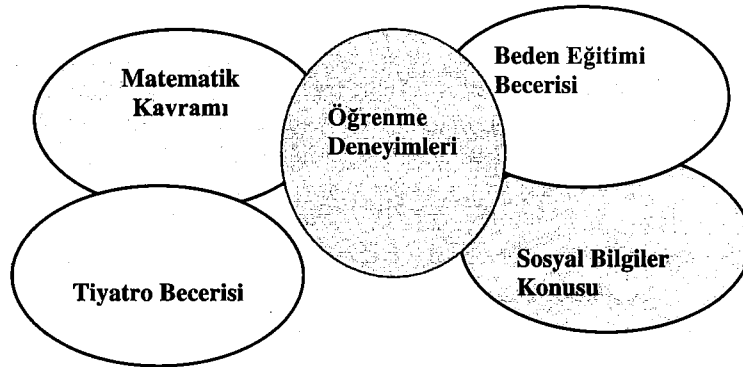 Matematik
Kavramı
Öğrenme
Deneyimleri
Beden Eğitimi
Becerisi
Tiyatro Becerisi
Sosyal Bilgiler
Konusu